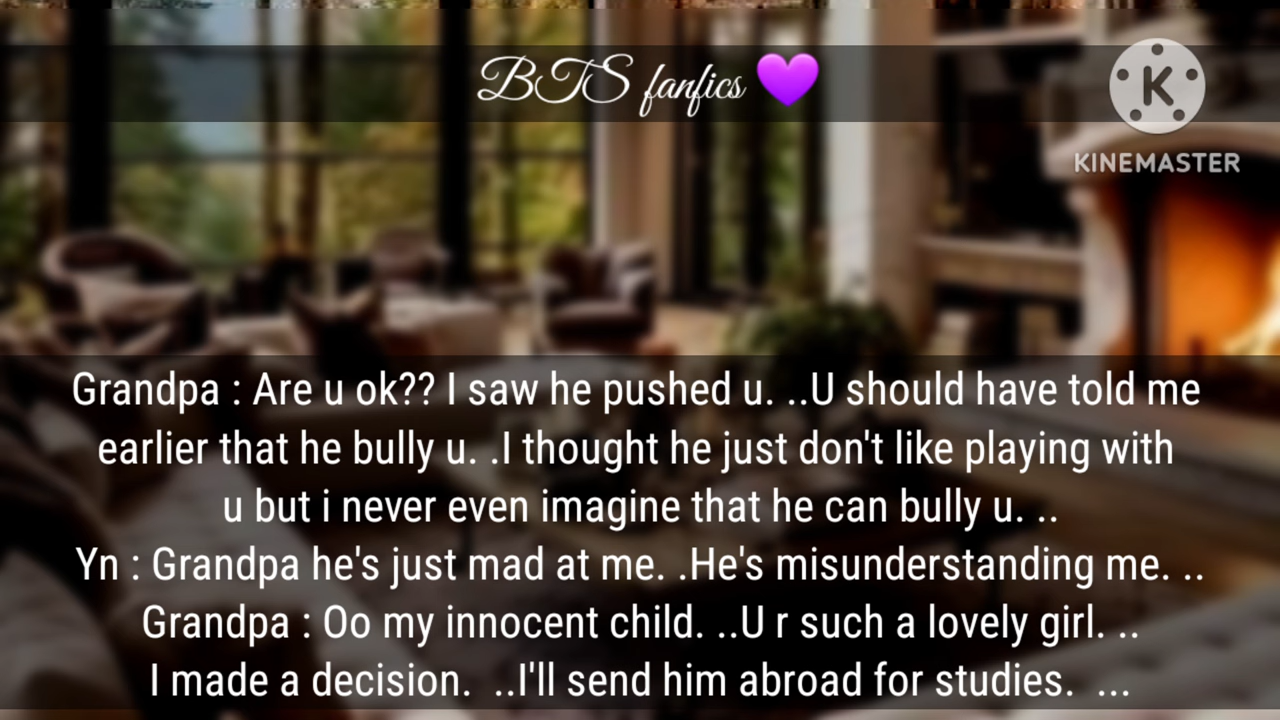 BTS fanfics 💜
K
KINEMASTER
Grandpa : Are u ok?? I saw he pushed u. ..U should have told me
earlier that he bully u. .I thought he just don't like playing with
u but i never even imagine that he can bully u. ..
Yn : Grandpa he's just mad at me. .He's misunderstanding me. ..
Grandpa : Oo my innocent child. ..U r such a lovely girl. ..
I made a decision.  ..I'll send him abroad for studies.  ...